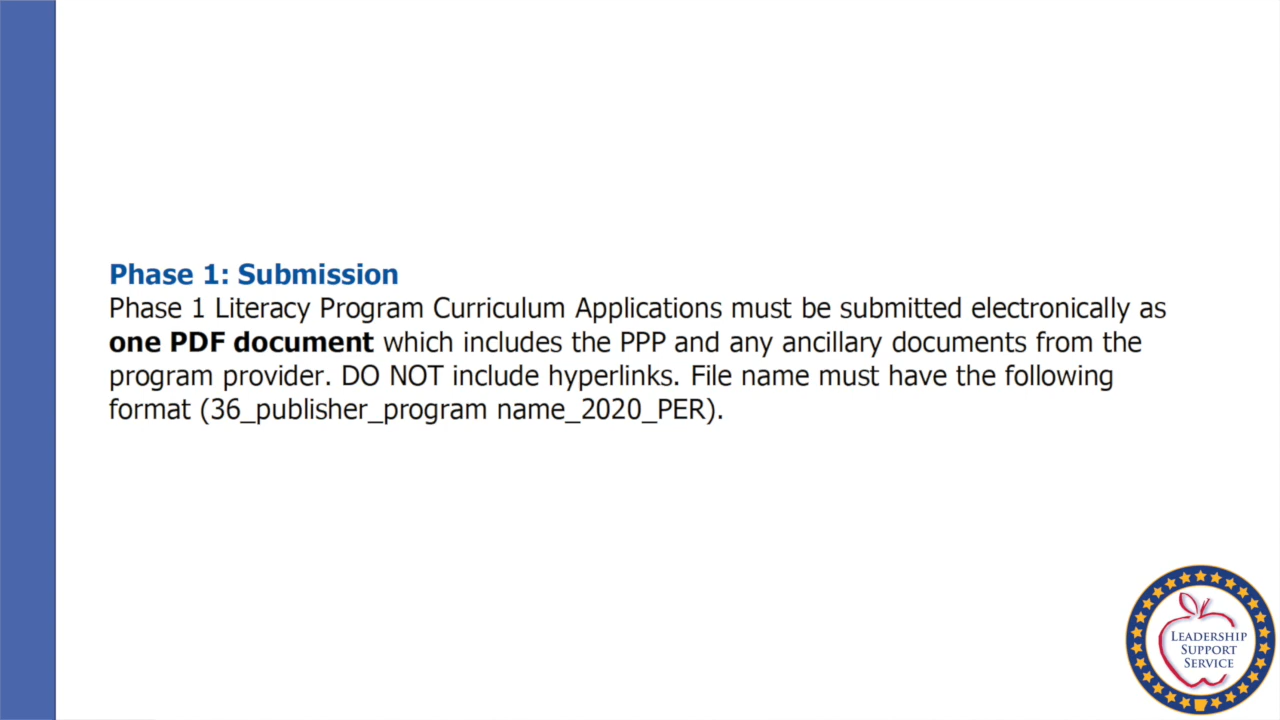 Phase 1: Submission
Phase 1 Literacy Program Curriculum Applications must be submitted electronically as
one PDF document which includes the PPP and any ancillary documents from the
program provider. DO NOT include hyperlinks. File name must have the following
format (36_publisher_program name_2020_PER).
LEADERSHIP
SUPPORT
SERVICE